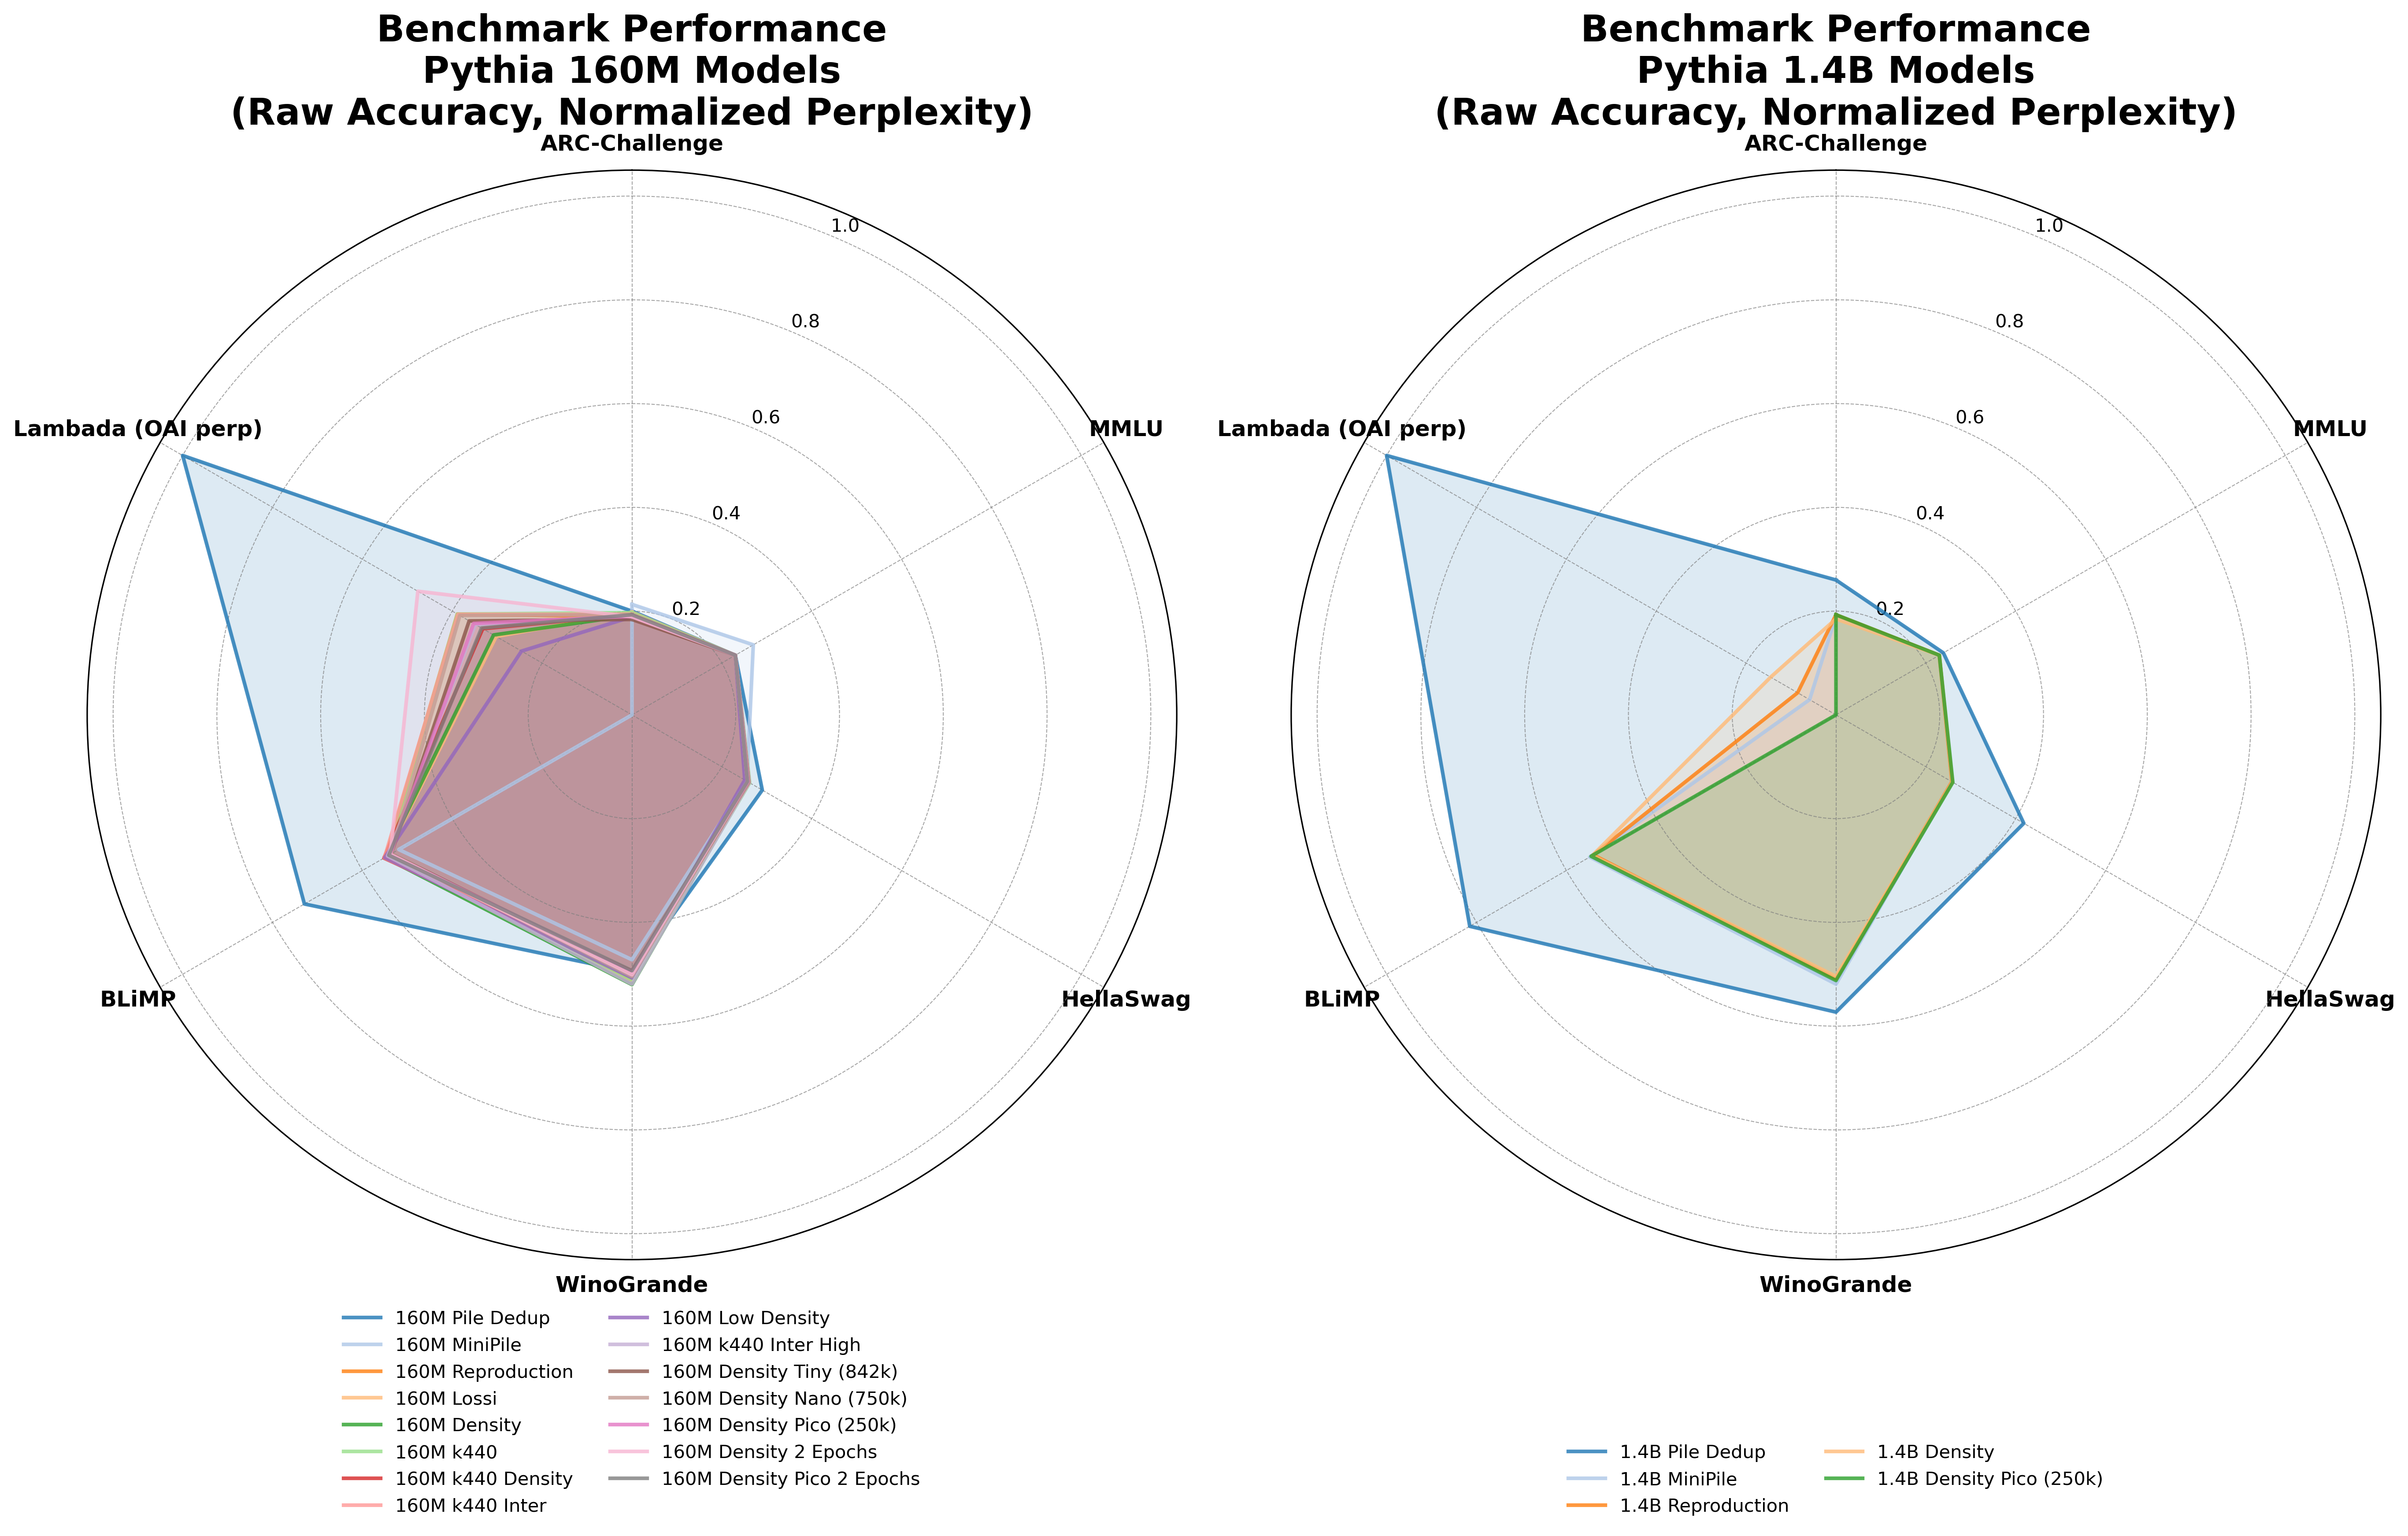 Benchmark Performance
Pythia 160M Models
(Raw Accuracy, Normalized Perplexity)
ARC-Challenge
MMLU
Lambada (OAI perp)
1.0
0.8
0.6
0.4
0.2
BLiMP
HellaSwag
WinoGrande
160M Pile Dedup
160M MiniPile
160M Reproduction
160M Lossi
160M Density
160M k440
160M k440 Density
160M k440 Inter
160M Low Density
160M k440 Inter High
160M Density Tiny (842k)
160M Density Nano (750k)
160M Density Pico (250k)
160M Density 2 Epochs
160M Density Pico 2 Epochs
Benchmark Performance
Pythia 1.4B Models
(Raw Accuracy, Normalized Perplexity)
ARC-Challenge
MMLU
Lambada (OAI perp)
1.0
0.8
0.6
0.4
0.2
BLiMP
HellaSwag
WinoGrande
1.4B Pile Dedup
1.4B MiniPile
1.4B Reproduction
1.4B Density
1.4B Density Pico (250k)